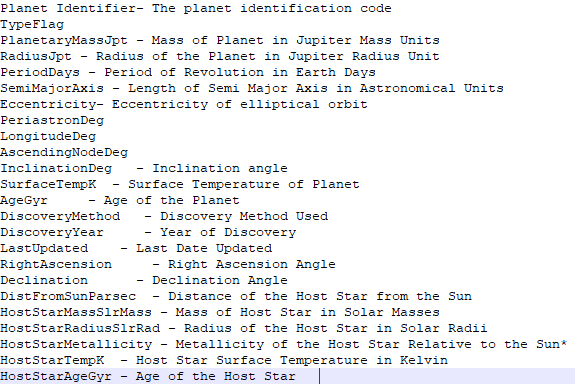 Planet Identifier- The planet identification code
TypeFlag
PlanetaryMassJpt - Mass of Planet in Jupiter Mass Units
RadiusJpt - Radius of the Planet in Jupiter Radius Unit
PeriodDays - Period of Revolution in Earth Days
SemiMajorAxis - Length of Semi Major Axis in Astronomical Units
Eccentricity- Eccentricity of elliptical orbit
PeriastronDeg
LongitudeDeg
AscendingNodeDeg
InclinationDeg   - Inclination angle
SurfaceTempK  - Surface Temperature of Planet
AgeGyr     - Age of the Planet
DiscoveryMethod   - Discovery Method Used
DiscoveryYear     - Year of Discovery
LastUpdated    - Last Date Updated
RightAscension     - Right Ascension Angle
Declination      - Declination Angle
DistFromSunParsec  - Distance of the Host Star from the Sun
HostStarMassSlrMass - Mass of Host Star in Solar Masses
HostStarRadiusSlrRad - Radius of the Host Star in Solar Radii
HostStarMetallicity - Metallicity of the Host Star Relative to the Sun*
HostStarTempK  - Host Star Surface Temperature in Kelvin
HostStarAgeGyr - Age of the Host Star